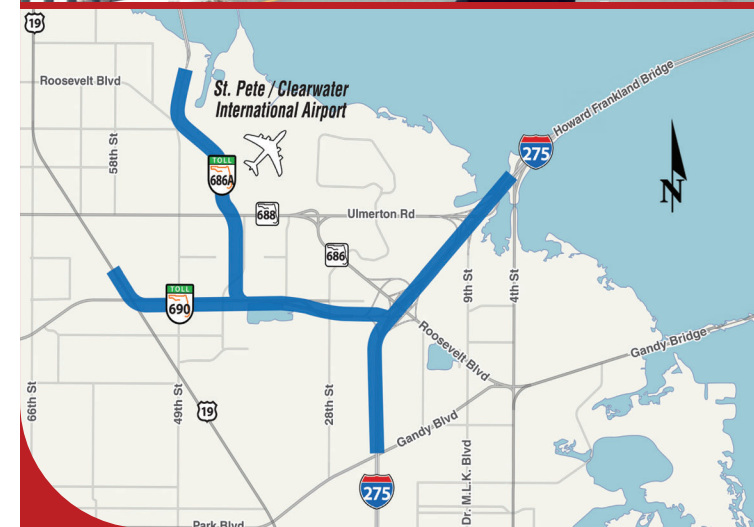 19
Roosevelt Blvd
St. Pete / Clearwater
International Airport
Howard Frankland Bridge
275
58th St
TOLL
686A
N
688
Ulmerton Rd
686
9th St
4th St
TOLL
690
Roosevelt Blvd
Gandy Bridge
66th St
49th St
19
28th St
Gandy Blvd
Dr. M.L.K. Blvd
275
Park Blvd